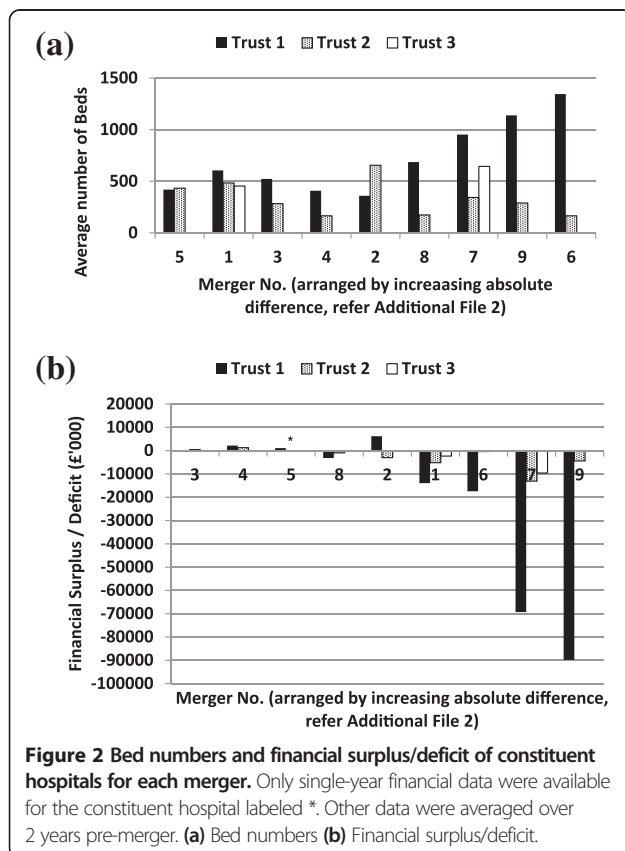 (a)
Trust 1 Trust 2 Trust 3
Average number of Beds
1500
1000
500
0
5 1 3 4 2 8 7 9 6
Merger No. (arranged by increaasing absolute
difference, refer Additional File 2)
(b)
Trust 1 Trust 2 Trust 3
Financial Surplus / Deficit (£'000)
20000
10000
0
-10000
-20000
-30000
-40000
-50000
-60000
-70000
-80000
-90000
-100000
*
3 4 5 8 2 1 6 7 9
Merger No. (arranged by increasing absolute difference,
refer Additional File 2)
Figure 2 Bed numbers and financial surplus/deficit of constituent
hospitals for each merger. Only single-year financial data were available
for the constituent hospital labeled *. Other data were averaged over
2 years pre-merger. (a) Bed numbers (b) Financial surplus/deficit.